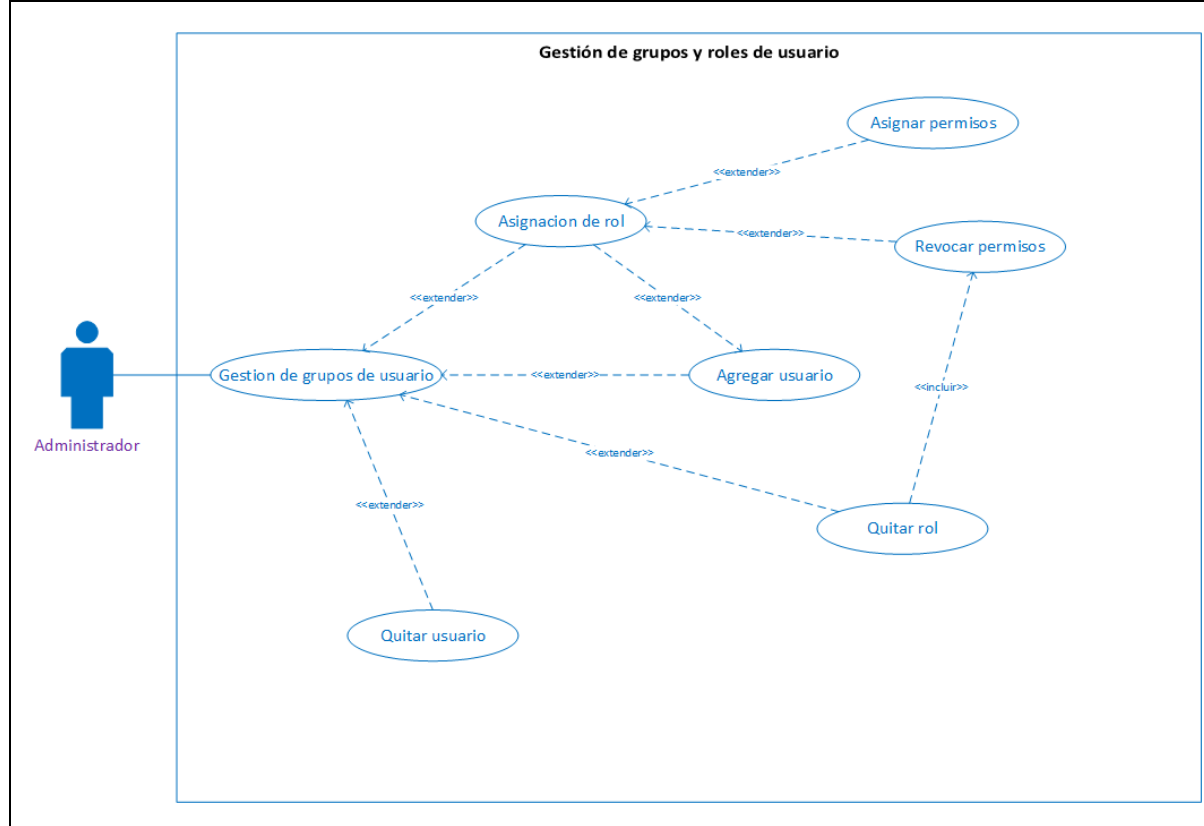 Gestión de grupos y roles de usuario
Asignar permisos
<<extender>>
Asignacion de rol
<<extender>>
Revocar permisos
<<extender>>
<<extender>>
Gestion de grupos de usuario
<<extender>>
Agregar usuario
<<incluir>>
Administrador
<<extender>>
<<extender>>
Quitar rol
Quitar usuario